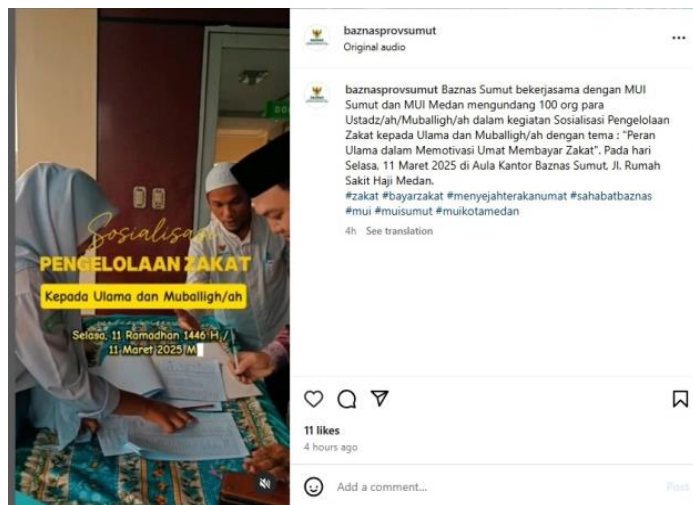 Sosialisasi
PENGELOLAAN ZAKAT
Kepada Ulama dan Muballigh/ah
Selasa, 11 Ramadhan 1446 H /
11 Maret 2025 M
baznasprovsumut
Original audio
baznasprovsumut Baznas Sumut bekerjasama dengan MUI
Sumut dan MUI Medan mengundang 100 org para
Ustadz/ah/Muballigh/ah dalam kegiatan Sosialisasi Pengelolaan
Zakat kepada Ulama dan Muballigh/ah dengan tema : "Peran
Ulama dalam Memotivasi Umat Membayar Zakat". Pada hari
Selasa, 11 Maret 2025 di Aula Kantor Baznas Sumut, Jl. Rumah
Sakit Haji Medan.
#zakat #bayarzakat #menyejahterakanumat #sahabatbaznas
#mui #muisumut #muikotamedan
4h See translation
11 likes
4 hours ago
Add a comment...
Post